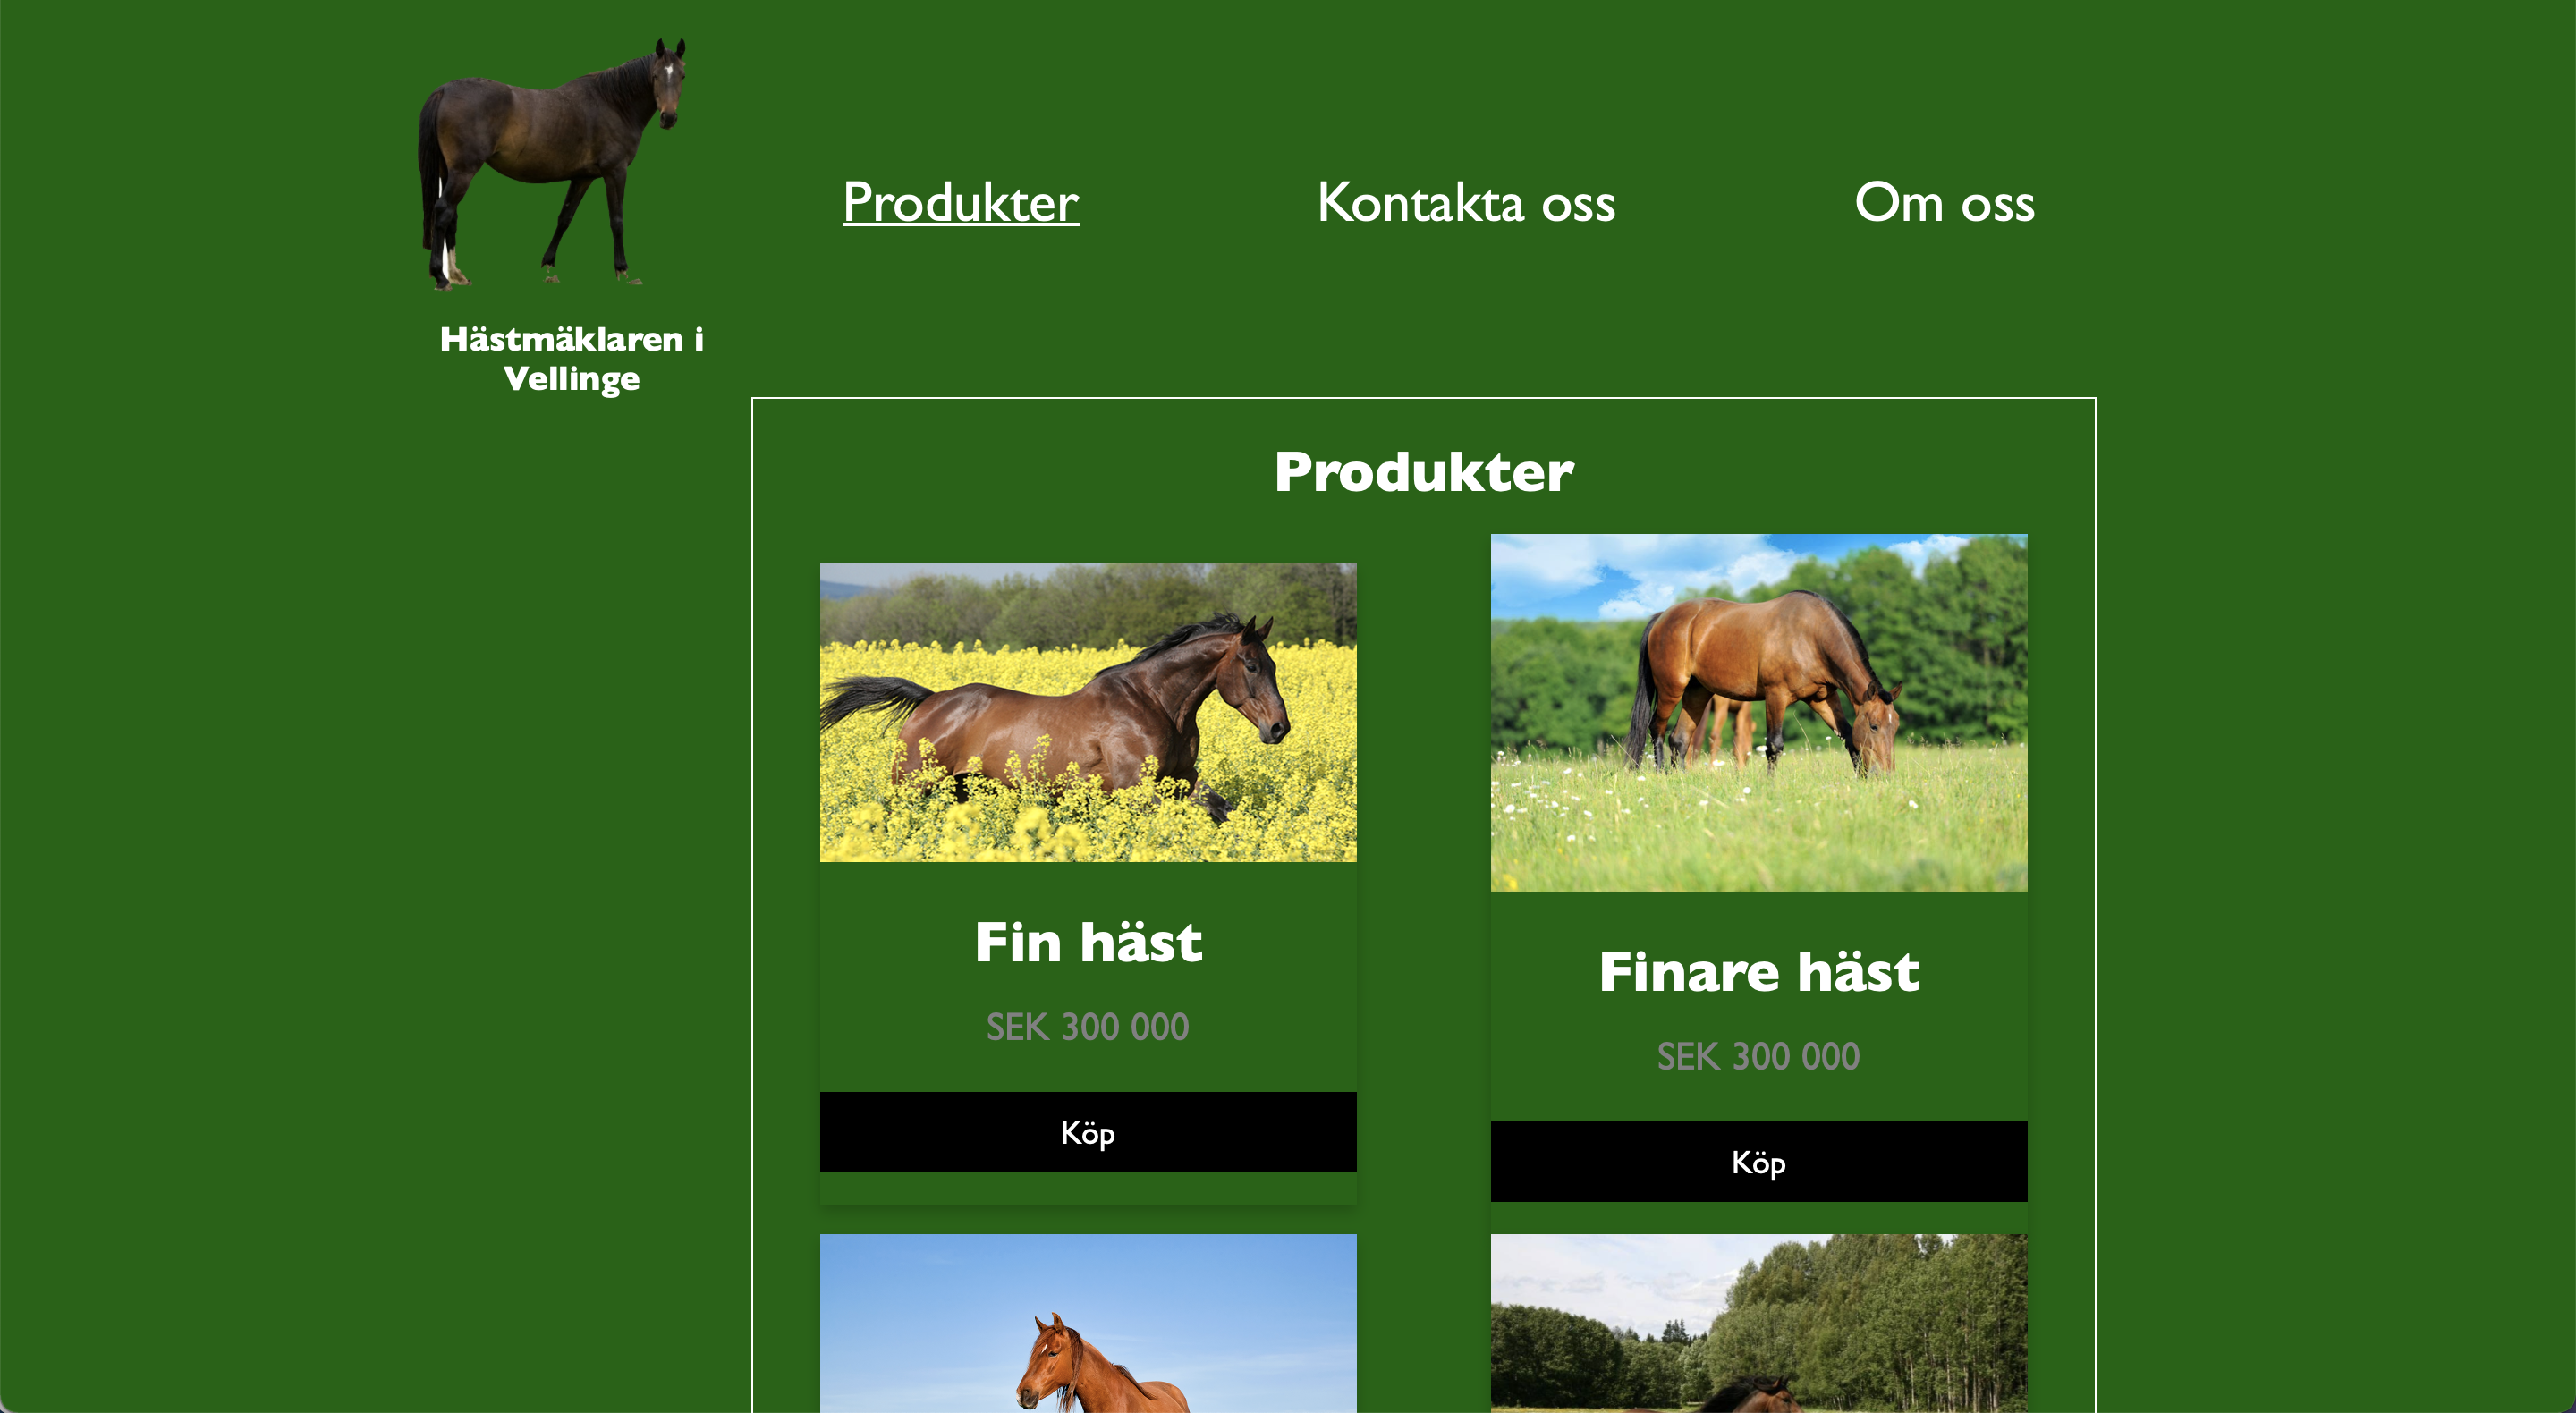 Produkter
Kontakta oss
Om oss
Hästmäklaren i
Vellinge
Produkter
Fin häst
SEK 300 000
Köp
Finare häst
SEK 300 000
Köp